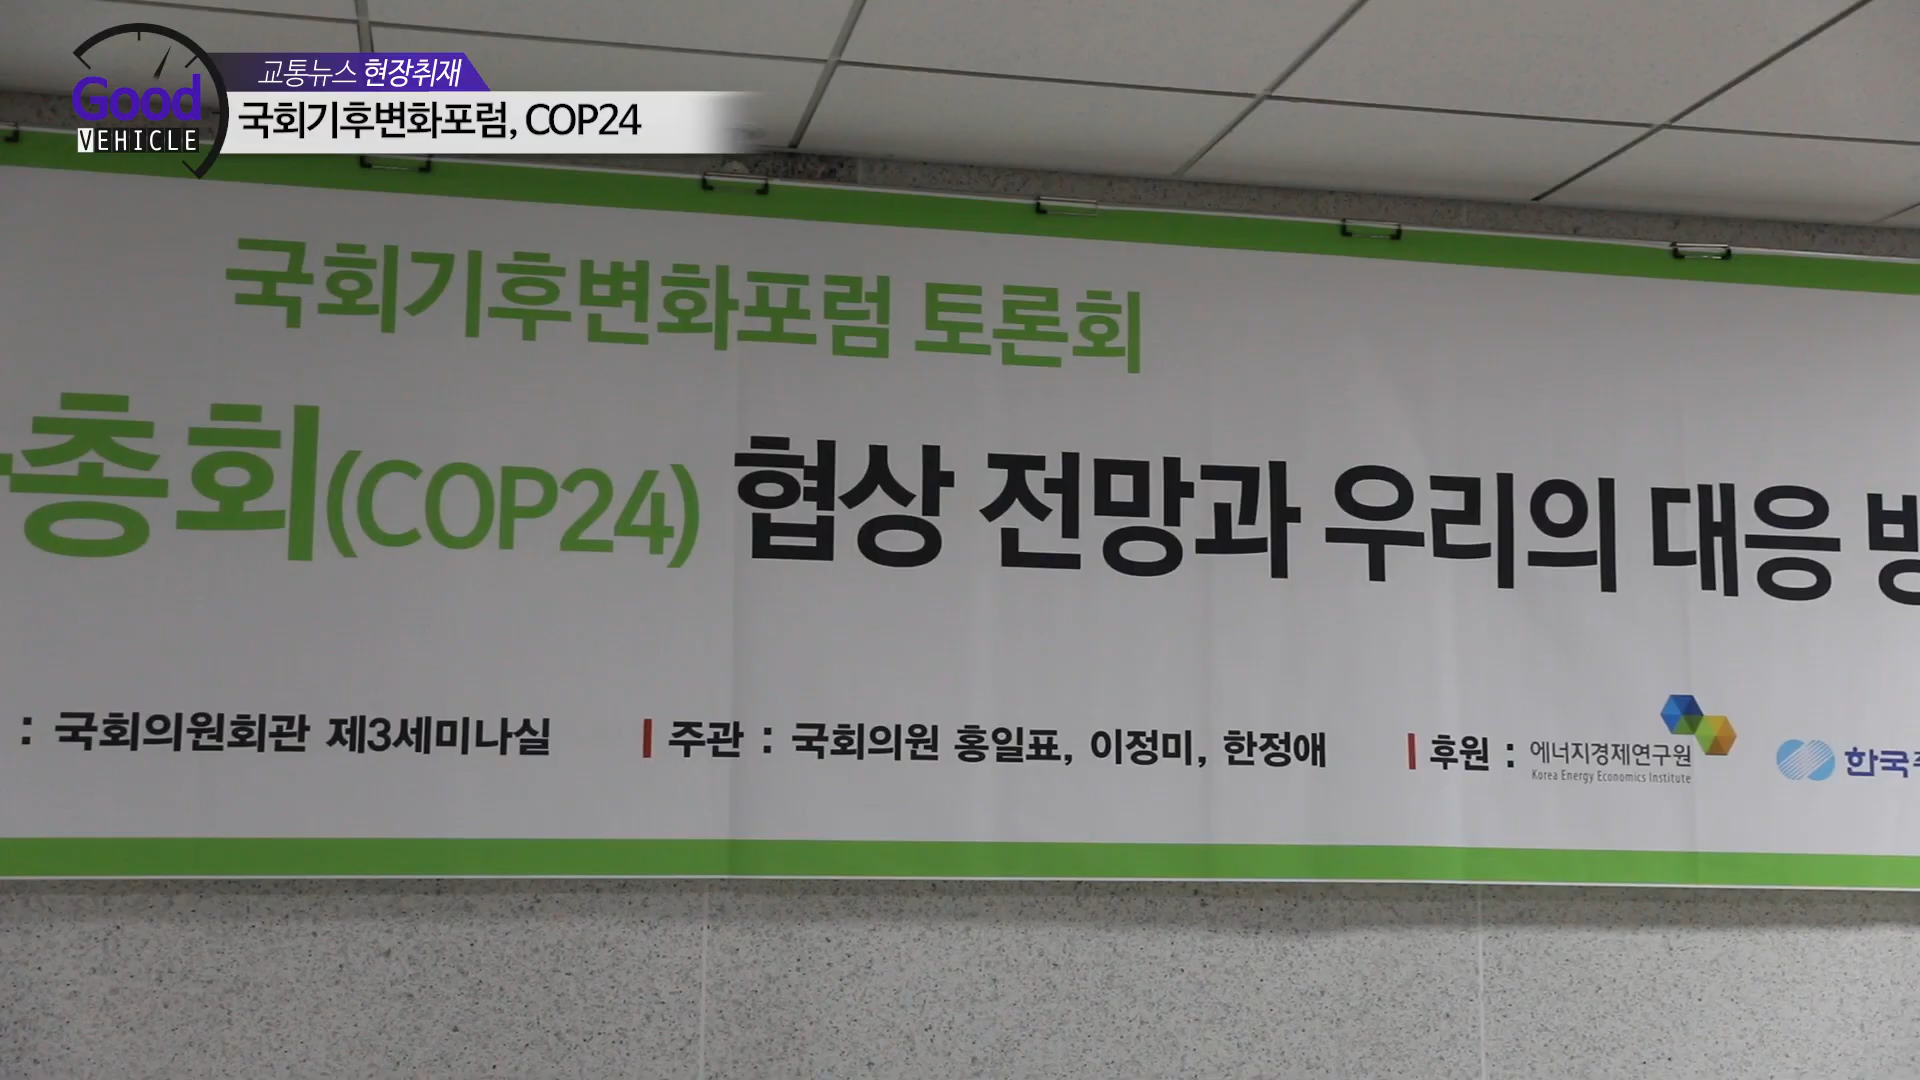 교통뉴스 현장취재
Good
VEHICLE
국회기후변화포럼, COP24
국회기후변화포럼 토론회
총회(COP24) 협상 전망과 우리의 대응
: 국회의원회관 제3세미나실
주관 : 국회의원 홍일표, 이정미, 한정애
후원 : 에너지경제연구원
Korea Energy Economics Institute
한국